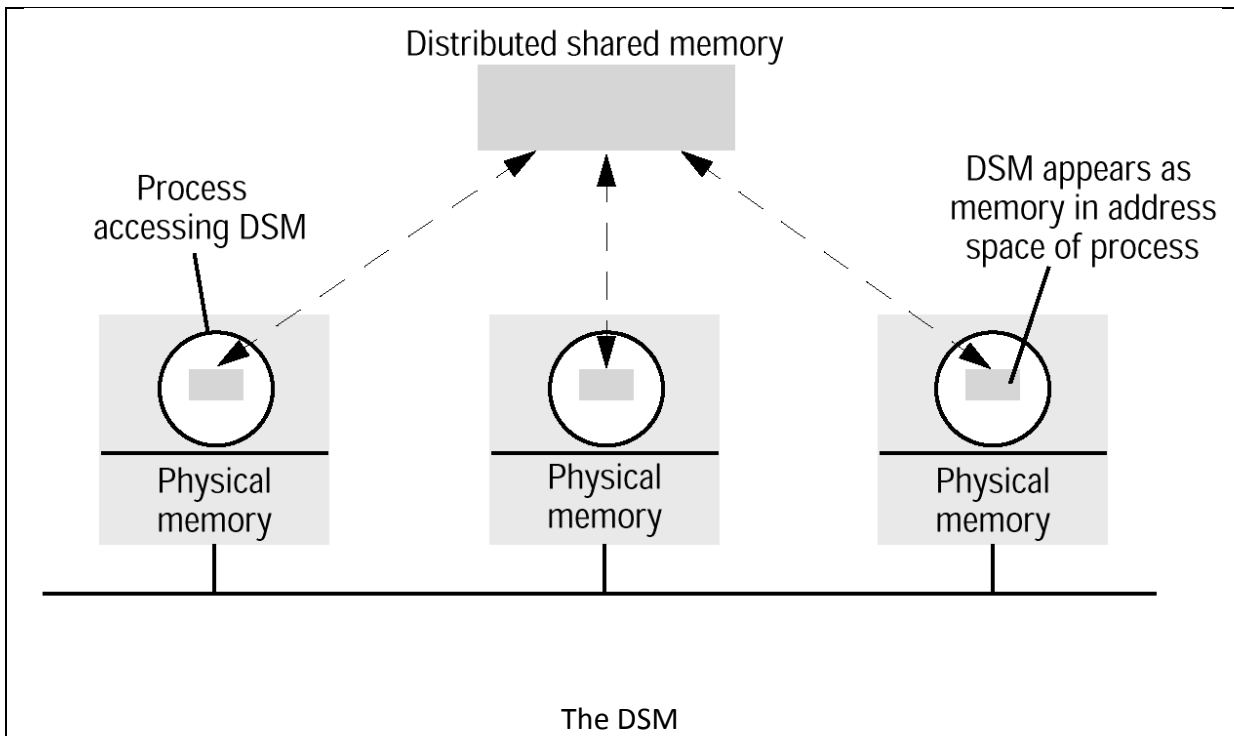 Distributed shared memory
Process
accessing DSM
DSM appears as
memory in address
space of process
Physical
memory
Physical
memory
Physical
memory
The DSM